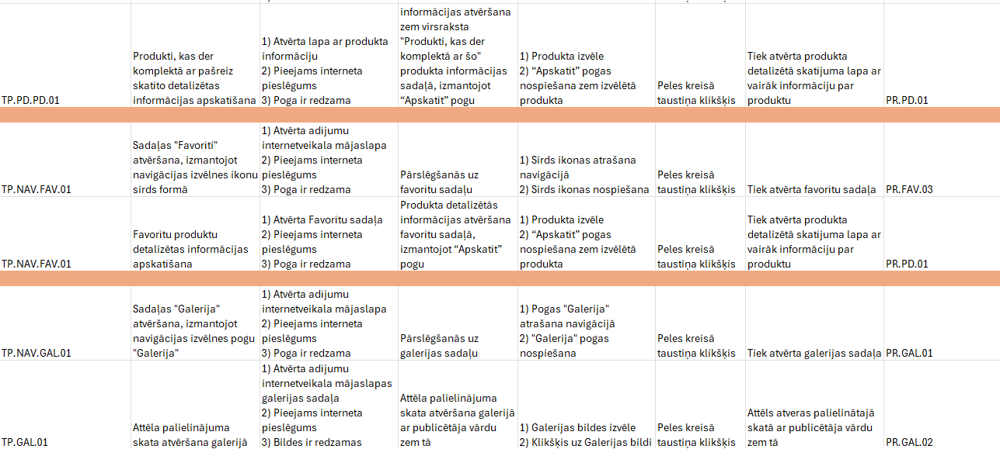 informācijas atvēršana
zem virsraksta
"Produkti, kas der
komplektā ar šo"
produkta informācijas
sadaļā, izmantojot
“Apskatīt” pogu
TP.PD.PD.01
Produkti, kas der
komplektā ar pašreiz
skatīto detalizētas
informācijas apskatīšana
1) Atvērta lapa ar produkta
informāciju
2) Pieejams interneta
pieslēgums
3) Poga ir redzama
1) Produkta izvēle
2) “Apskatīt” pogas
nospiešana zem izvēlētā
produkta
Peles kreisā
taustiņa klikšķis
Tiek atvērta produkta
detalizētā skatījuma lapa ar
vairāk informāciju par
produktu
PR.PD.01
TP.NAV.FAV.01
Sadaļas "Favorīti"
atvēršana, izmantojot
navigācijas izvēlnes ikonu
sirds formā
1) Atvērta adījumu
internetveikala mājaslapa
2) Pieejams interneta
pieslēgums
3) Poga ir redzama
Pārslēgšanās uz
favorītu sadaļu
1) Sirds ikonas atrašana
navigācijā
2) Sirds ikonas nospiešana
Peles kreisā
taustiņa klikšķis
Tiek atvērta favorītu sadaļa
PR.FAV.03
TP.NAV.FAV.01
Favorītu produktu
detalizētas informācijas
apskatīšana
1) Atvērta Favorītu sadaļa
2) Pieejams interneta
pieslēgums
3) Poga ir redzama
Produkta detalizētās
informācijas atvēršana
favorītu sadaļā,
izmantojot “Apskatīt”
pogu
1) Produkta izvēle
2) “Apskatīt” pogas
nospiešana zem izvēlētā
produkta
Peles kreisā
taustiņa klikšķis
Tiek atvērta produkta
detalizētā skatījuma lapa ar
vairāk informāciju par
produktu
PR.PD.01
TP.NAV.GAL.01
Sadaļas "Galerija"
atvēršana, izmantojot
navigācijas izvēlnes pogu
"Galerija"
1) Atvērta adījumu
internetveikala mājaslapa
2) Pieejams interneta
pieslēgums
3) Poga ir redzama
Pārslēgšanās uz
galerijas sadaļu
1) Pogas "Galerija"
atrašana navigācijā
2) "Galerija" pogas
nospiešana
Peles kreisā
taustiņa klikšķis
Tiek atvērta galerijas sadaļa
PR.GAL.01
TP.GAL.01
Attēla palielinājuma
skata atvēršana galerijā
1) Atvērta adījumu
internetveikala mājaslapas
galerijas sadaļa
2) Pieejams interneta
pieslēgums
3) Bildes ir redzamas
Attēla palielinājuma
skata atvēršana galerijā
ar publicētāja vārdu
zem tā
1) Galerijas bildes izvēle
2) Klikšķis uz Galerijas bildi
Peles kreisā
taustiņa klikšķis
Attēls atveras palielinātajā
skatā ar publicētāja vārdu
zem tā
PR.GAL.02